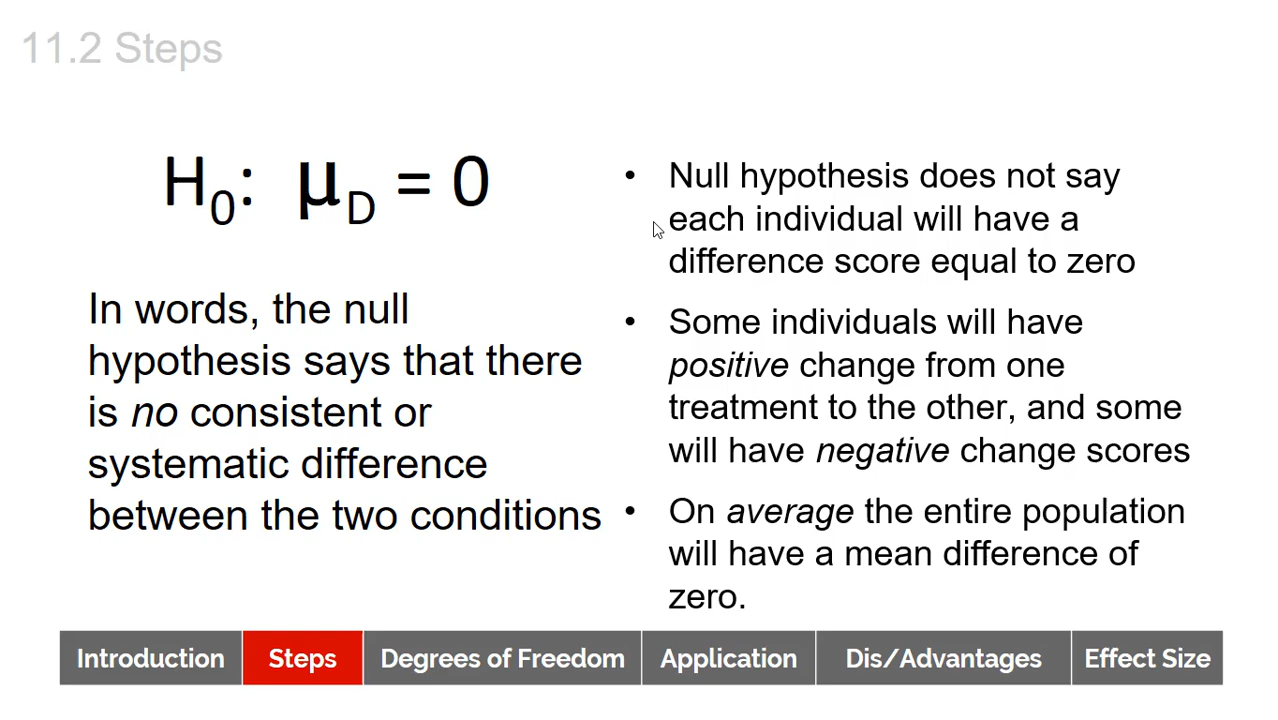 11.2 Steps
H₀: µD = 0
In words, the null
hypothesis says that there
is no consistent or
systematic difference
between the two conditions
• Null hypothesis does not say
each individual will have a
difference score equal to zero
• Some individuals will have
positive change from one
treatment to the other, and some
will have negative change scores
• On average the entire population
will have a mean difference of
zero.
Introduction Steps Degrees of Freedom Application Dis/Advantages Effect Size